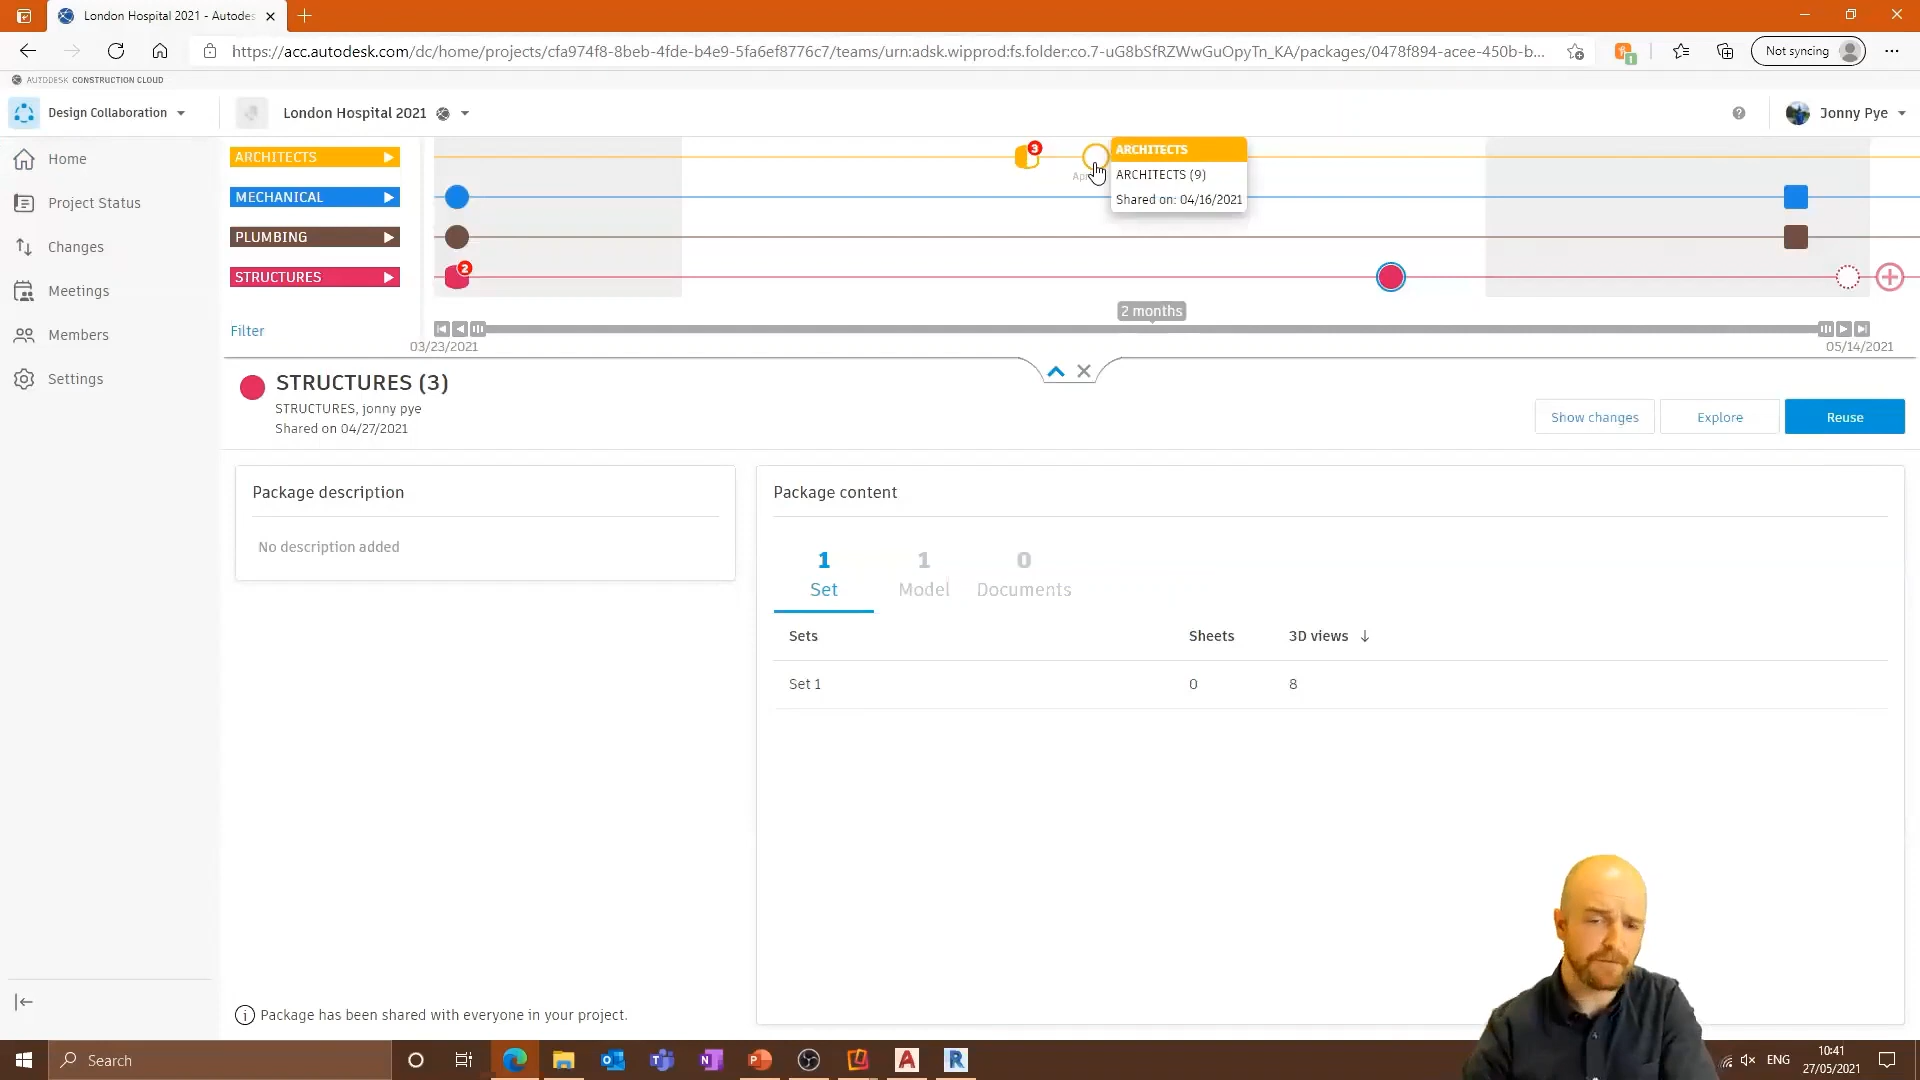 London Hospital 2021 - Autodes
https://acc.autodesk.com/dc/home/projects/cfa974f8-8beb-4fde-b4e9-5fa6ef8776c7/teams/urn:adsk.wipprod:fs.folder:co.7-uG8bSfRZWwGuOpyTn_KA/packages/0478f894-acee-450b-b...
1
Not syncing
AUTODESK CONSTRUCTION CLOUD
Design Collaboration
London Hospital 2021
Jonny Pye
Home
Project Status
Changes
Meetings
Members
Settings
ARCHITECTS
3
ARCHITECTS
ARCHITECTS (9)
Shared on: 04/16/2021
MECHANICAL
PLUMBING
STRUCTURES
2
2 months
Filter
03/23/2021
05/14/2021
STRUCTURES (3)
STRUCTURES, jonny pye
Shared on 04/27/2021
Show changes
Explore
Reuse
Package description
No description added
Package content
1 1 0
Set Model Documents
Sets Sheets 3D views
Set 1 0 8
Package has been shared with everyone in your project.
Search
ENG
10:41
27/05/2021